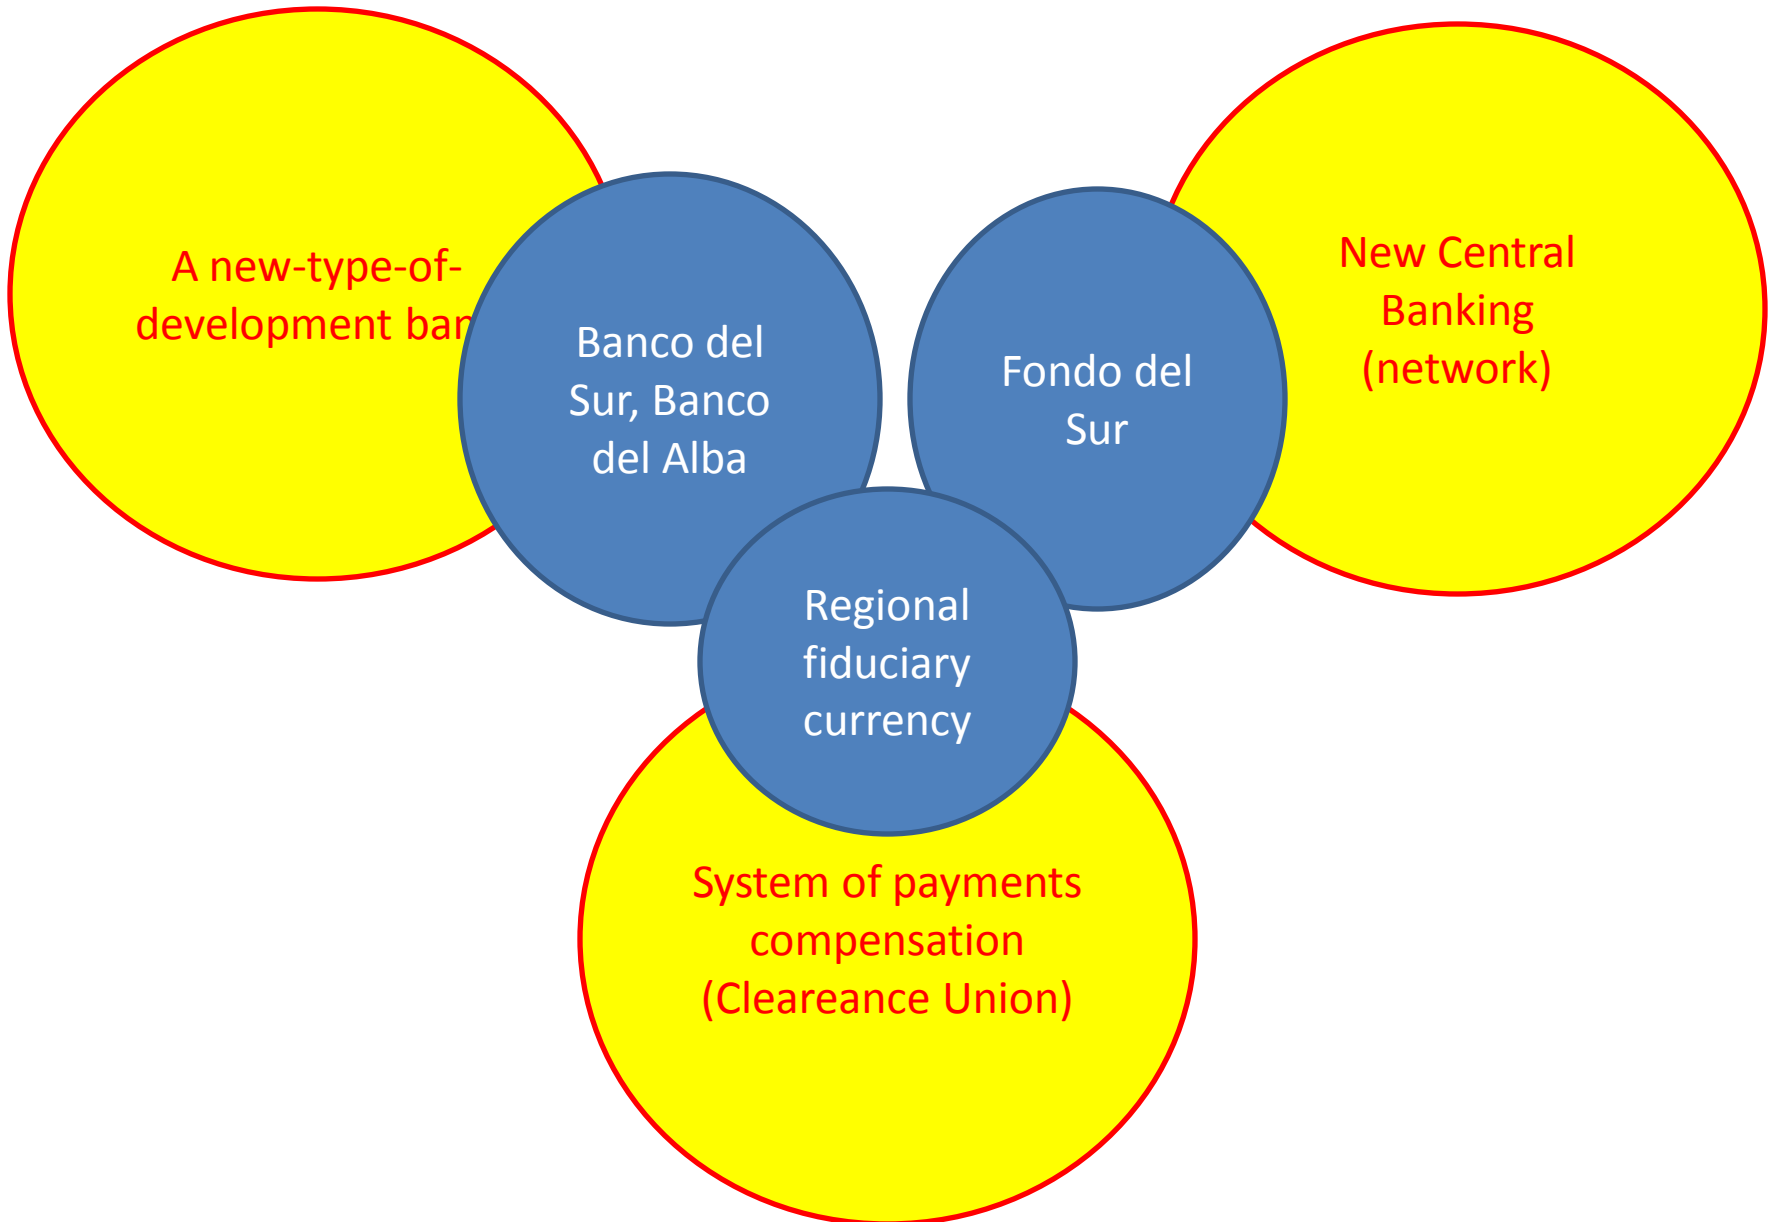 A new-type-of-
development ban
Banco del
Sur, Banco
del Alba
Fondo del
Sur
New Central
Banking
(network)
Regional
fiduciary
currency
System of payments
compensation
(Cleareance Union)